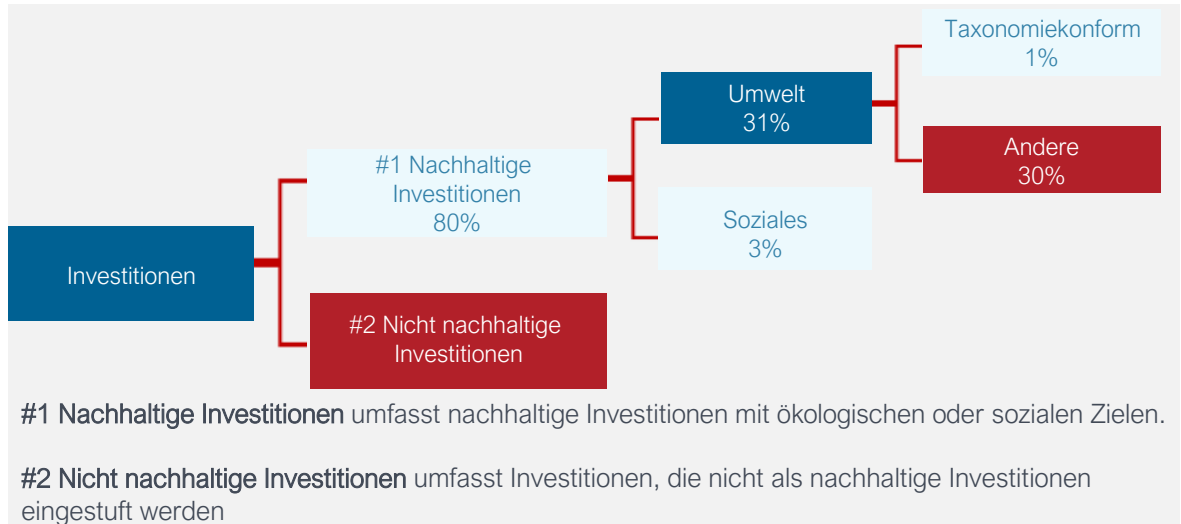 Taxonomiekonform
1%
Umwelt
31%
Andere
30%
#1 Nachhaltige
Investitionen
80%
Soziales
3%
Investitionen
#2 Nicht nachhaltige
Investitionen
#1 Nachhaltige Investitionen umfasst nachhaltige Investitionen mit ökologischen oder sozialen Zielen.
#2 Nicht nachhaltige Investitionen umfasst Investitionen, die nicht als nachhaltige Investitionen
eingestuft werden